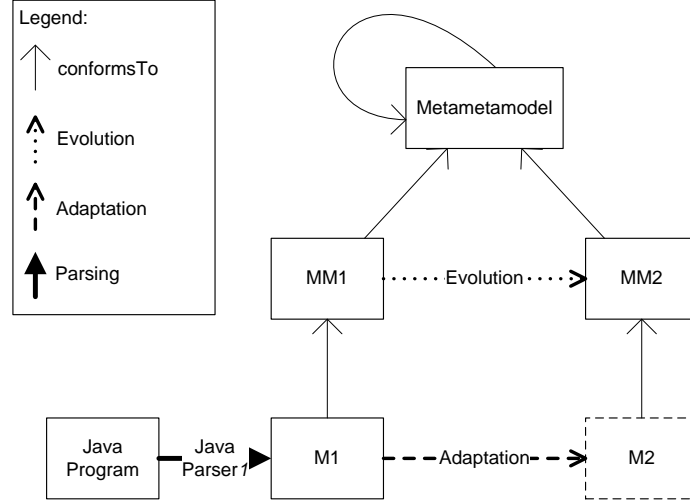 Legend:
conformsTo
Evolution
Adaptation
Parsing
Metametamodel
MM1
Evolution
MM2
Java
Program
Java
Parser1
M1
Adaptation
M2